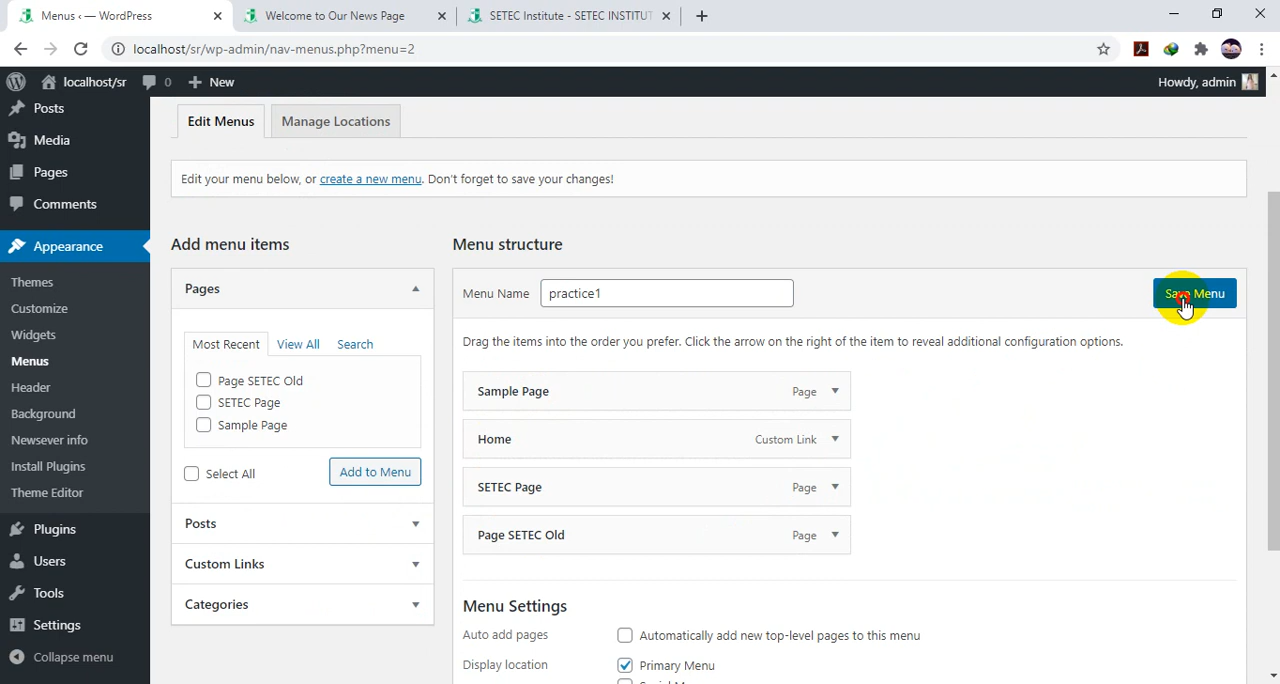 Menus ‹ — WordPress
Welcome to Our News Page
SETEC Institute - SETEC INSTITUT
localhost/sr/wp-admin/nav-menus.php?menu=2
localhost/sr
0
New
Howdy, admin
Posts
Media
Pages
Comments
Appearance
Themes
Customize
Widgets
Menus
Header
Background
Newsever info
Install Plugins
Theme Editor
Plugins
Users
Tools
Settings
Collapse menu
Edit Menus
Manage Locations
Edit your menu below, or create a new menu. Don't forget to save your changes!
Add menu items
Pages
Most Recent
View All
Search
Page SETEC Old
SETEC Page
Sample Page
Select All
Add to Menu
Posts
Custom Links
Categories
Menu structure
Menu Name
practice1
Save Menu
Drag the items into the order you prefer. Click the arrow on the right of the item to reveal additional configuration options.
Sample Page
Page
Home
Custom Link
SETEC Page
Page
Page SETEC Old
Page
Menu Settings
Auto add pages
Automatically add new top-level pages to this menu
Display location
Primary Menu